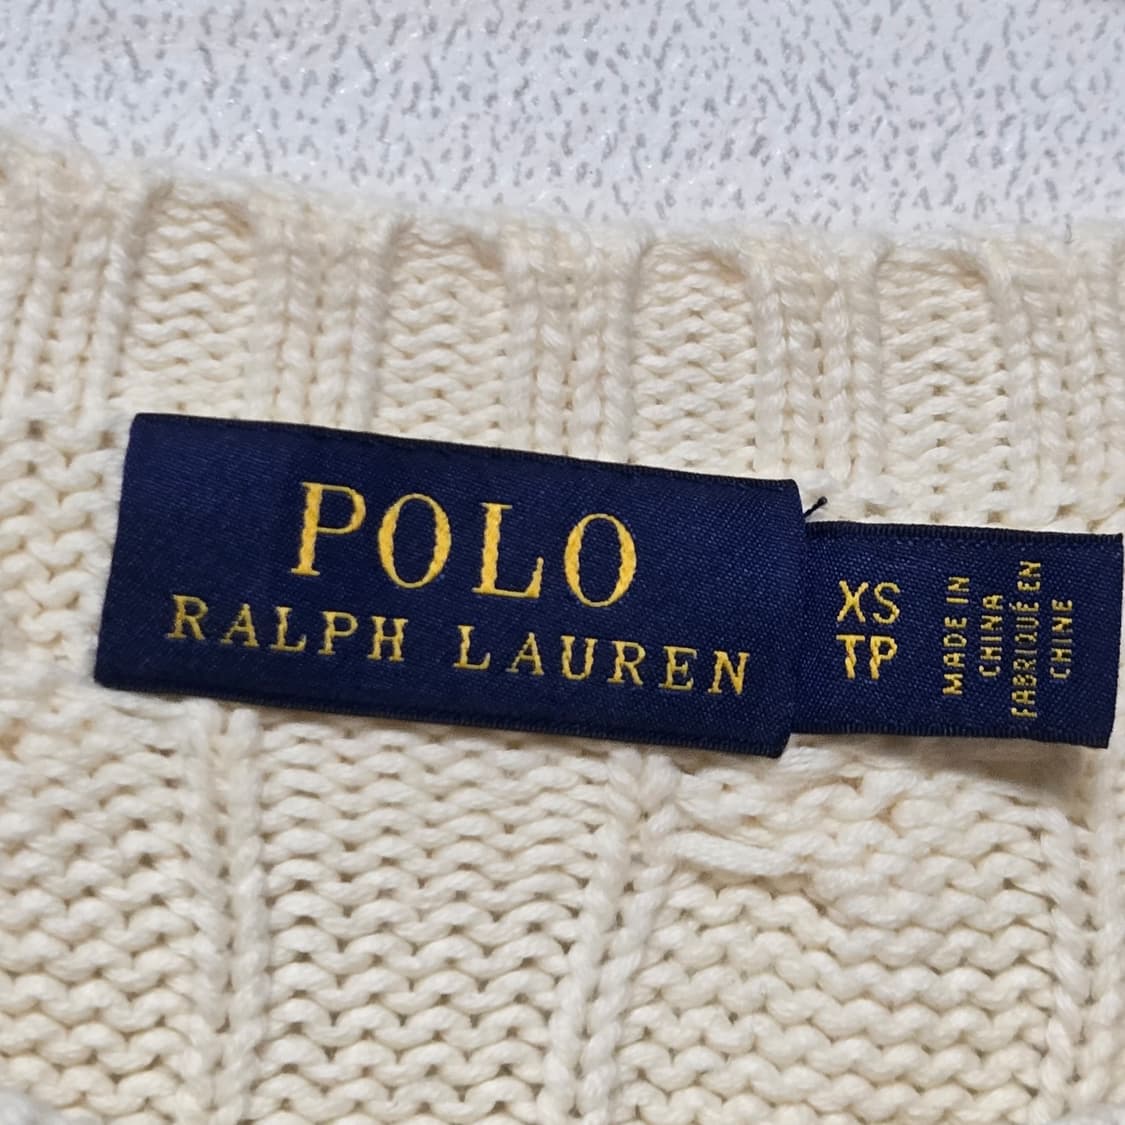 POLO
RALPH LAUREN
XS
TP
MADE IN
CHINA
FABRIQUÉ EN
CHINE